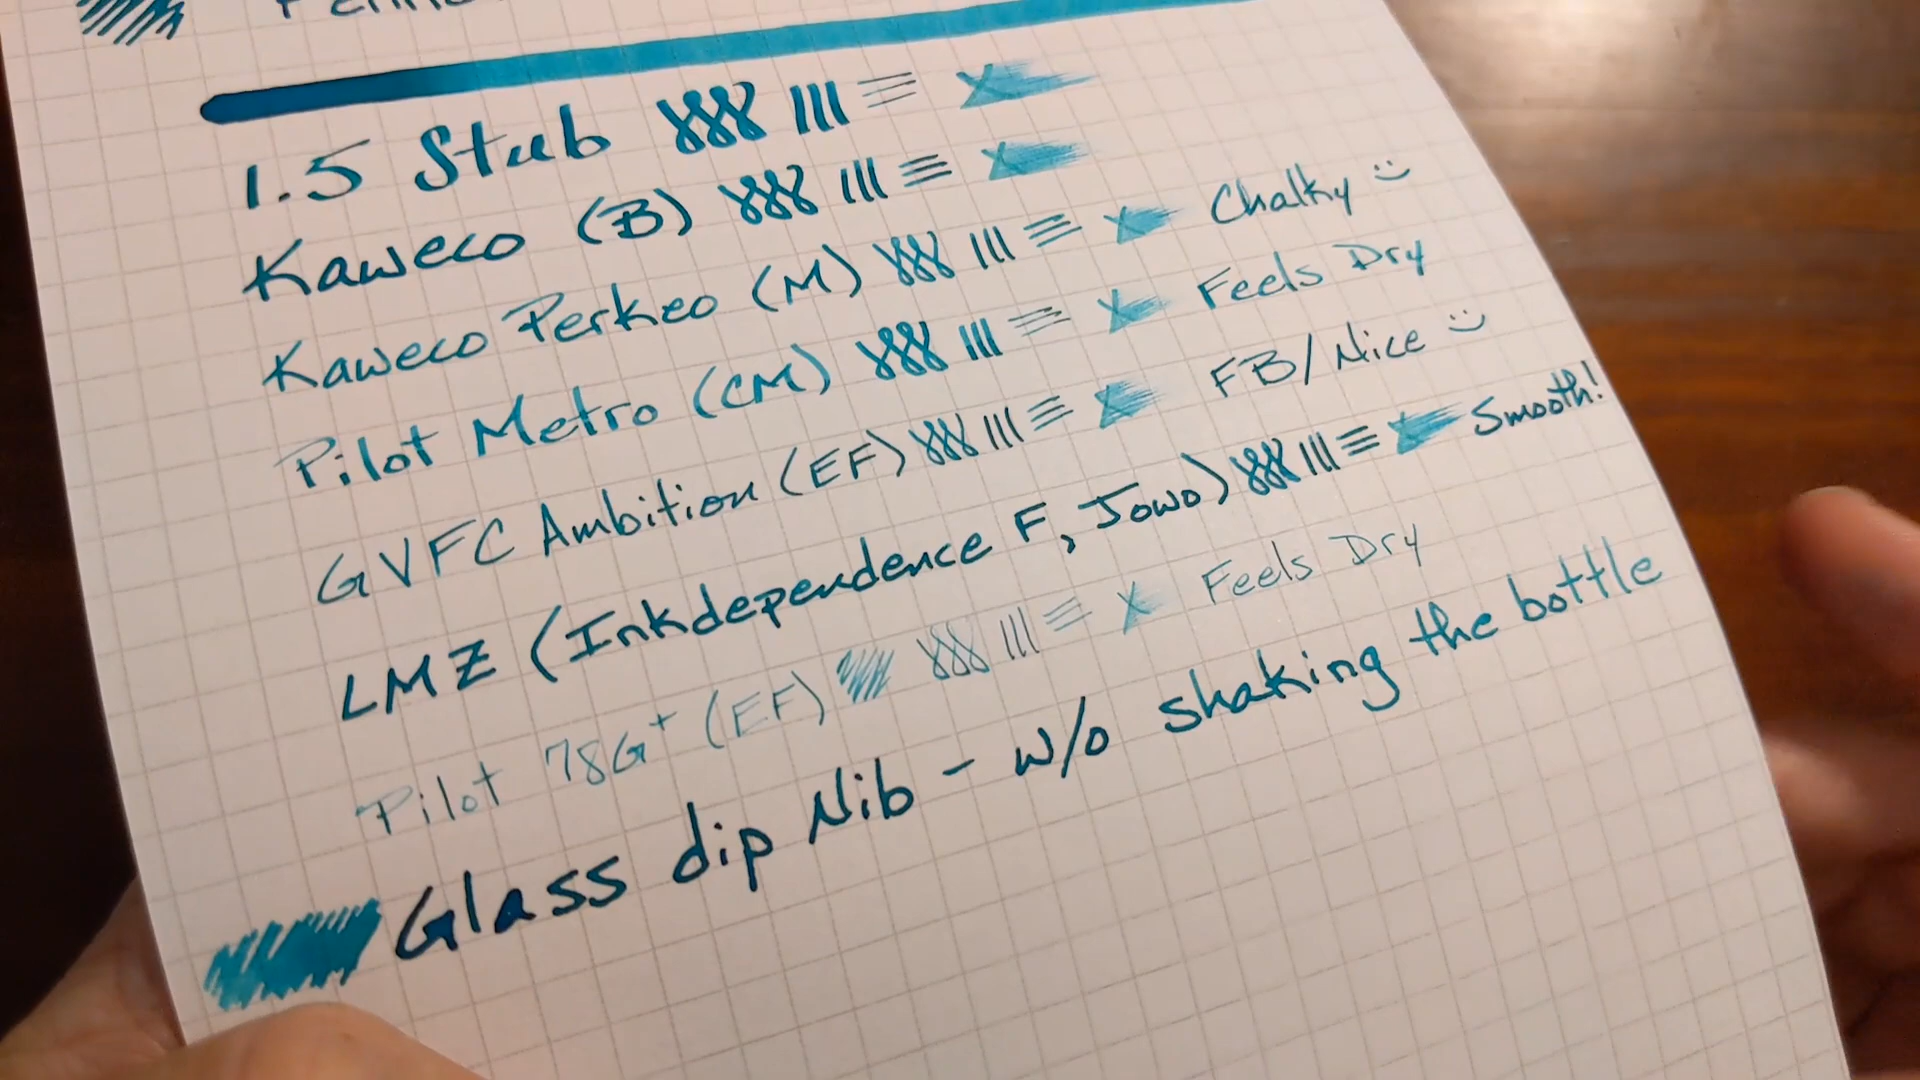 1.5 Stub
Kaweco (B)
Kaweco Perkeo (M) Chalky :)
Pilot Metro (CM) Feels Dry
GVFC Ambition (EF) FB/Nice :)
LMZ (Inkdependence F, Jowo) Smooth!
Pilot 78G+ (EF) Feels Dry
Glass dip Nib - w/o shaking the bottle